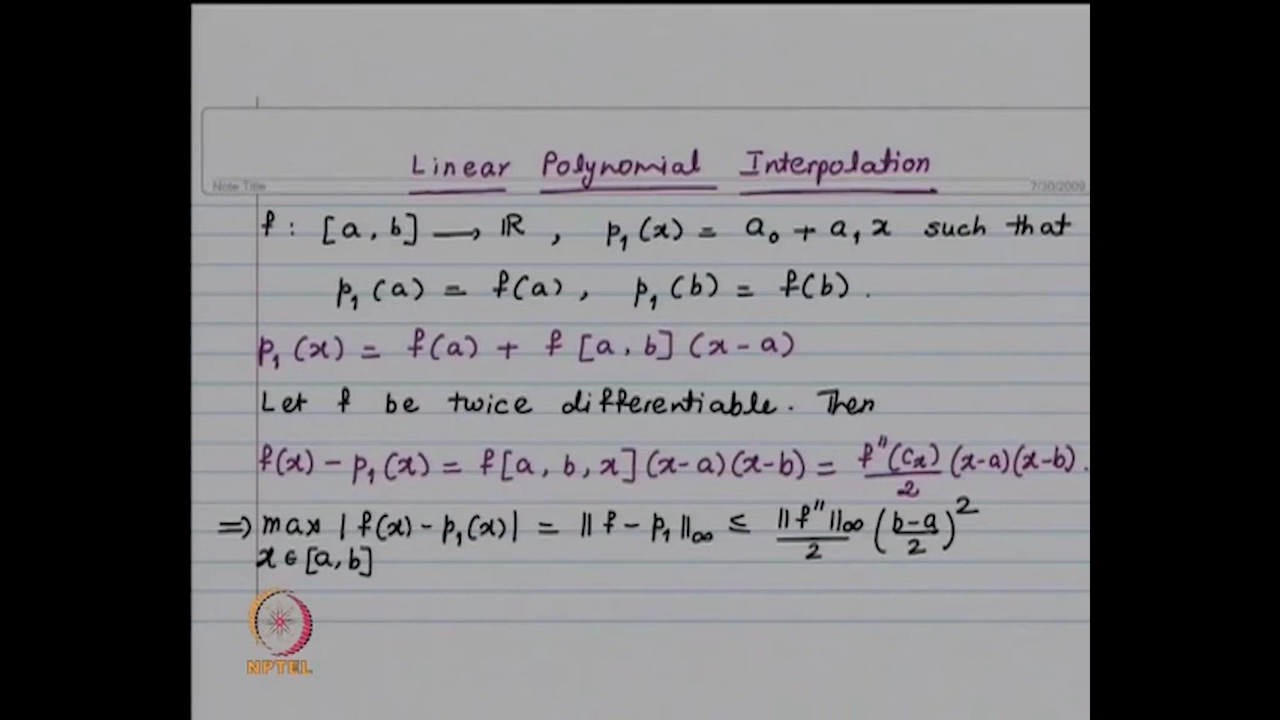 Linear Polynomial Interpolation
Note Title 7/30/2009
f : [a, b] → ℝ, p₁(x) = a₀ + a₁x such that
p₁(a) = f(a), p₁(b) = f(b).
p₁(x) = f(a) + f[a, b](x-a)
Let f be twice differentiable. Then
f(x) - p₁(x) = f[a, b, x](x-a)(x-b) = f''(cₓ)/2 (x-a)(x-b).
⇒ max |f(x) - p₁(x)| = ‖f - p₁‖∞ ≤ ‖f''‖∞/2 ((b-a)/2)²
x ∈ [a, b]
NPTEL